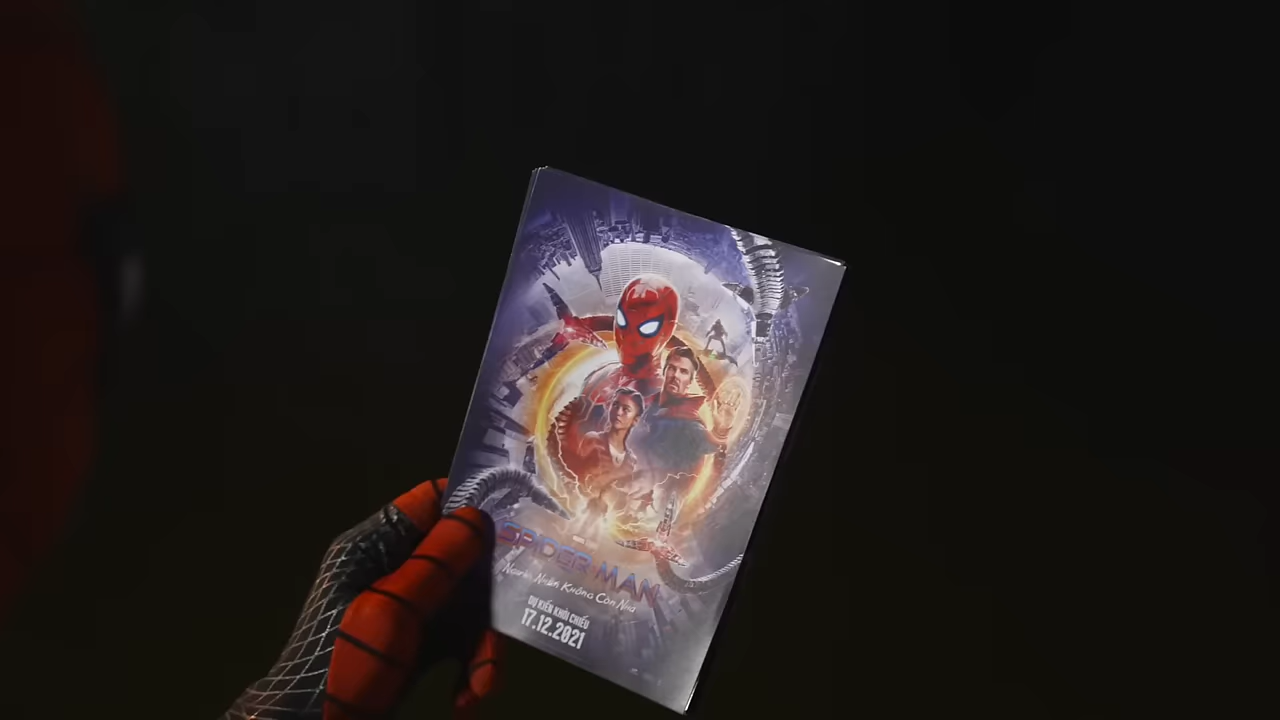 SPIDER-MAN
Người Nhện Không Còn Nhà
DỰ KIẾN KHỞI CHIẾU
17.12.2021